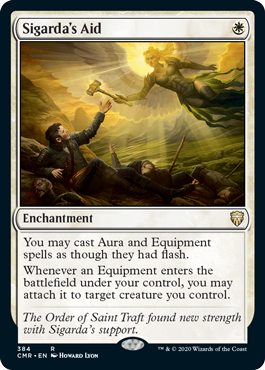 Sigarda's Aid
Enchantment
You may cast Aura and Equipment
spells as though they had flash.
Whenever an Equipment enters the
battlefield under your control, you may
attach it to target creature you control.
The Order of Saint Traft found new strength
with Sigarda's support.
384 R
CMR • EN Howard Lyon
™ & © 2020 Wizards of the Coast